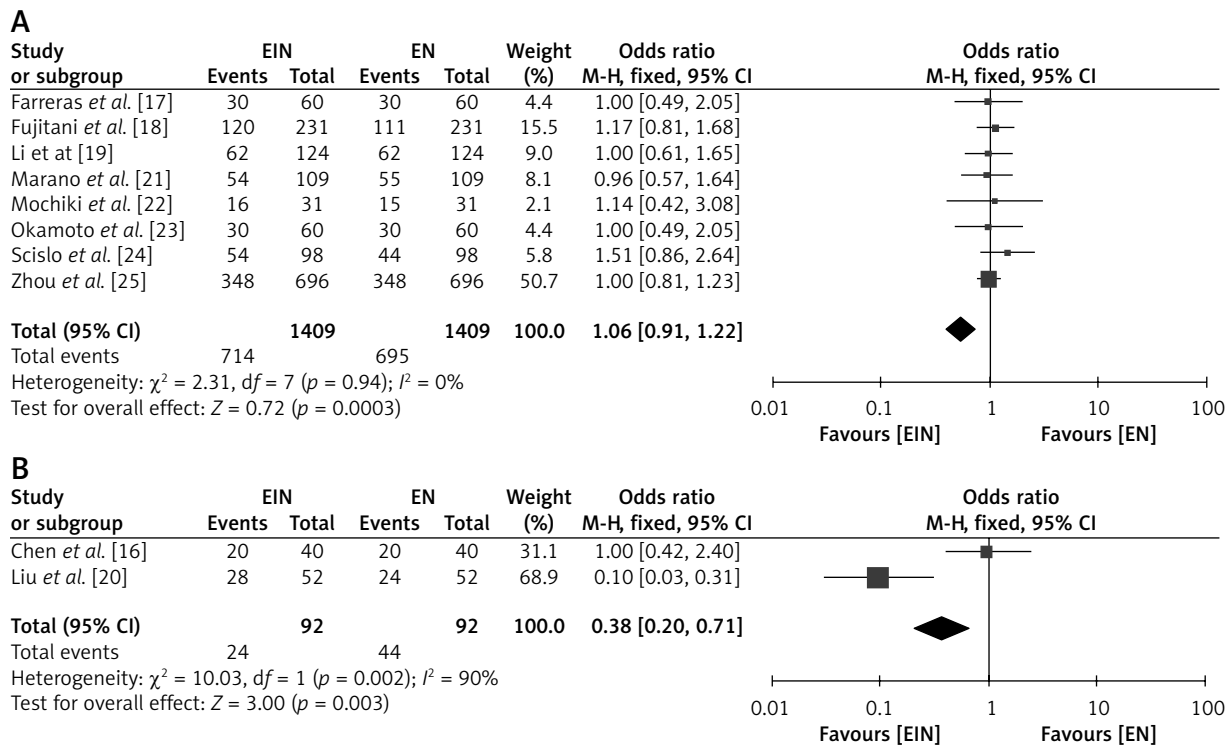 A
Study EIN EN Weight Odds ratio Odds ratio
or subgroup Events Total Events Total (%) M-H, fixed, 95% CI M-H, fixed, 95% CI
Farreras et al. [17] 30 60 30 60 4.4 1.00 [0.49, 2.05]
Fujitani et al. [18] 120 231 111 231 15.5 1.17 [0.81, 1.68]
Li et at [19] 62 124 62 124 9.0 1.00 [0.61, 1.65]
Marano et al. [21] 54 109 55 109 8.1 0.96 [0.57, 1.64]
Mochiki et al. [22] 16 31 15 31 2.1 1.14 [0.42, 3.08]
Okamoto et al. [23] 30 60 30 60 4.4 1.00 [0.49, 2.05]
Scislo et al. [24] 54 98 44 98 5.8 1.51 [0.86, 2.64]
Zhou et al. [25] 348 696 348 696 50.7 1.00 [0.81, 1.23]
Total (95% CI) 1409 1409 100.0 1.06 [0.91, 1.22]
Total events 714 695
Heterogeneity: χ² = 2.31, df = 7 (p = 0.94); I² = 0%
Test for overall effect: Z = 0.72 (p = 0.0003)
0.01 0.1 1 10 100
Favours [EIN] Favours [EN]
B
Study EIN EN Weight Odds ratio Odds ratio
or subgroup Events Total Events Total (%) M-H, fixed, 95% CI M-H, fixed, 95% CI
Chen et al. [16] 20 40 20 40 31.1 1.00 [0.42, 2.40]
Liu et al. [20] 28 52 24 52 68.9 0.10 [0.03, 0.31]
Total (95% CI) 92 92 100.0 0.38 [0.20, 0.71]
Total events 24 44
Heterogeneity: χ² = 10.03, df = 1 (p = 0.002); I² = 90%
Test for overall effect: Z = 3.00 (p = 0.003)
0.01 0.1 1 10 100
Favours [EIN] Favours [EN]